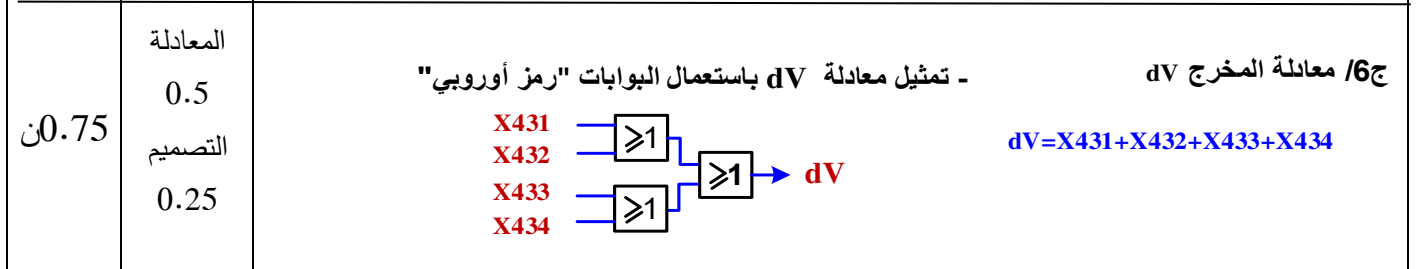 ج6/ معادلة المخرج dV
dV=X431+X432+X433+X434
- تمثيل معادلة dV باستعمال البوابات "رمز أوروبي"
X431
X432
X433
X434
≥1
≥1
≥1
dV
المعادلة
0.5
التصميم
0.25
0.75ن